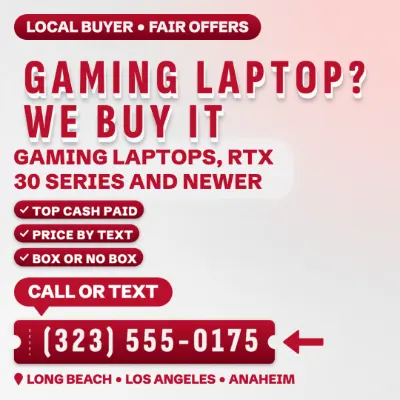 LOCAL BUYER • FAIR OFFERS
GAMING LAPTOP?
WE BUY IT
GAMING LAPTOPS, RTX
30 SERIES AND NEWER
TOP CASH PAID
PRICE BY TEXT
BOX OR NO BOX
CALL OR TEXT
(323) 555-0175
LONG BEACH • LOS ANGELES • ANAHEIM